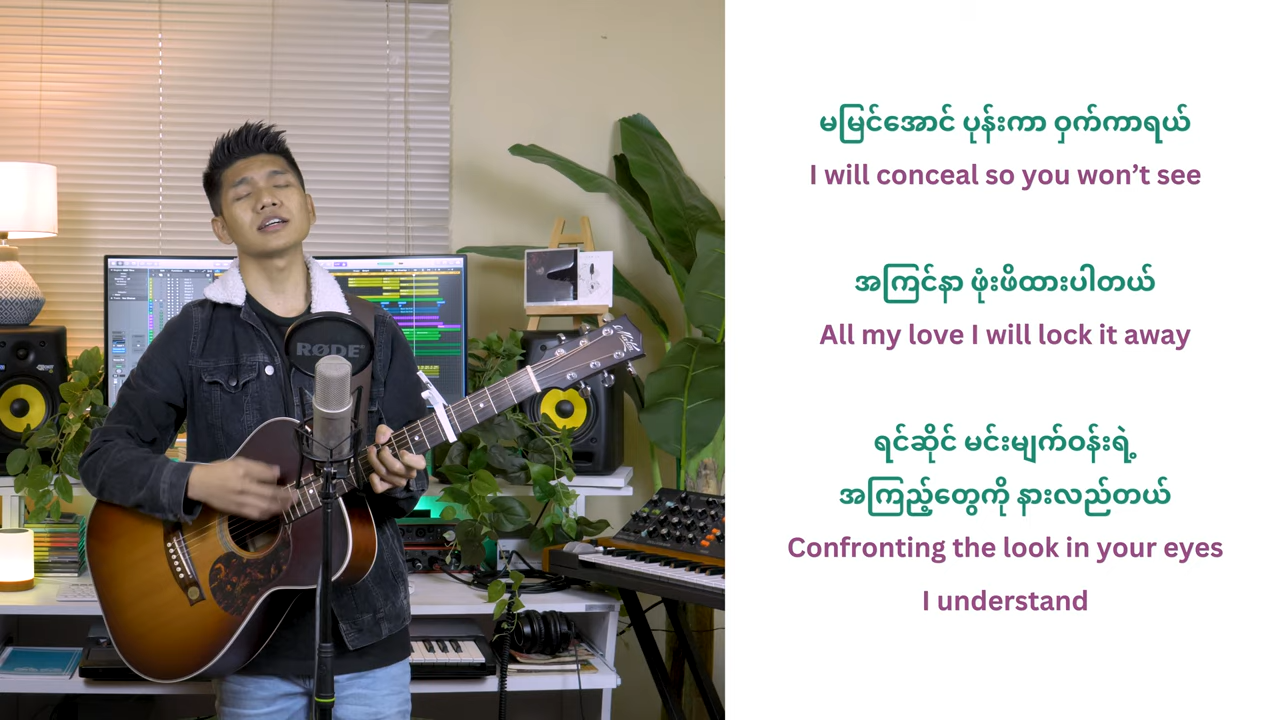 မမြင်အောင် ပုန်းကာ ဝှက်ကာရယ်
I will conceal so you won’t see
အကြင်နာ ဖုံးဖိထားပါတယ်
All my love I will lock it away
ရင်ဆိုင် မင်းမျက်ဝန်းရဲ့
အကြည့်တွေကို နားလည်တယ်
Confronting the look in your eyes
I understand
RØDE